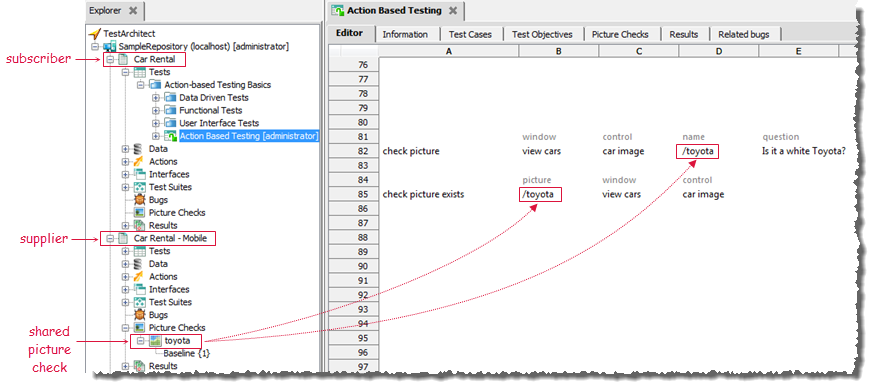 Explorer
TestArchitect
SampleRepository (localhost) [administrator]
subscriber
Car Rental
Tests
Action-based Testing Basics
Data Driven Tests
Functional Tests
User Interface Tests
Action Based Testing [administrator]
Data
Actions
Interfaces
Test Suites
Bugs
Picture Checks
Results
supplier
Car Rental - Mobile
Tests
Data
Actions
Interfaces
Test Suites
Bugs
Picture Checks
shared
picture
check
toyota
Baseline {1}
Results
Action Based Testing
Editor Information Test Cases Test Objectives Picture Checks Results Related bugs
A B C D E
76
77
78
79
80
81 window control name question
82 check picture view cars car image /toyota Is it a white Toyota?
83
84 picture window control
85 check picture exists /toyota view cars car image
86
87
88
89
90
91
92
93
94
95
96
97